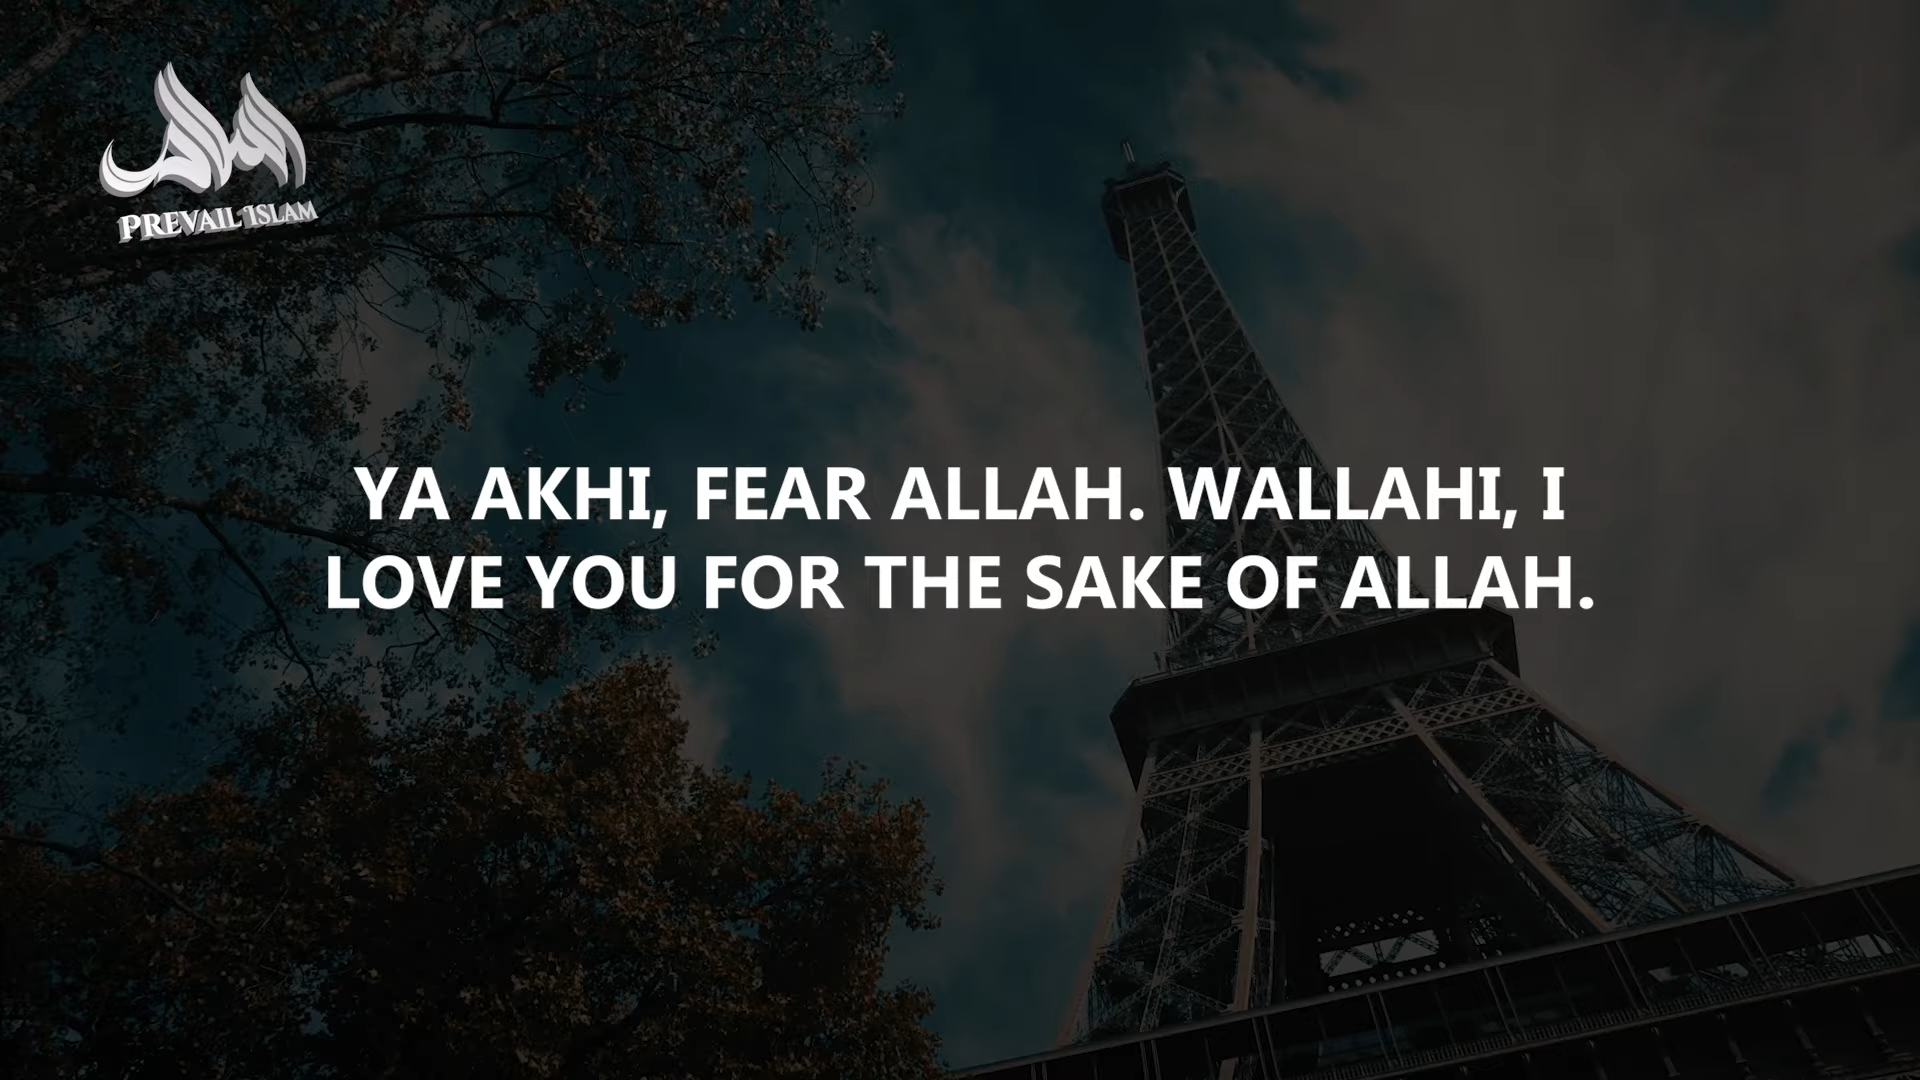 PREVAIL ISLAM
YA AKHI, FEAR ALLAH. WALLAHI, I
LOVE YOU FOR THE SAKE OF ALLAH.